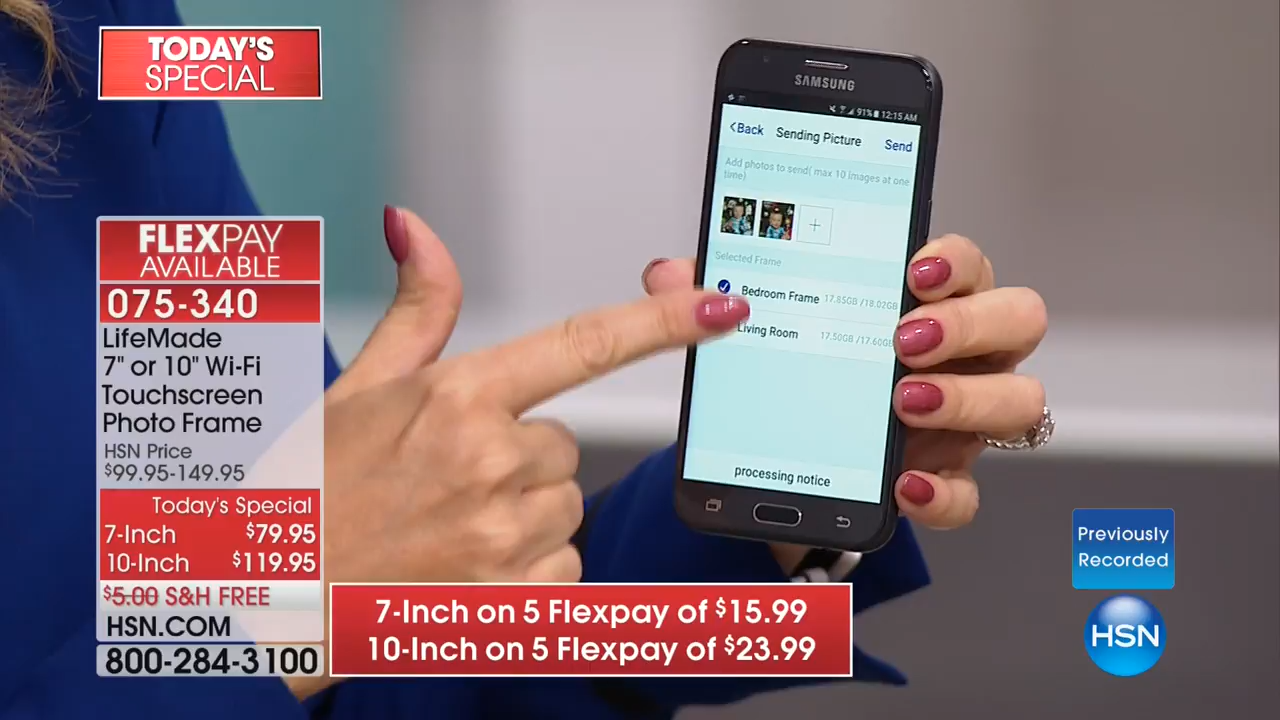 TODAY'S
SPECIAL
FLEXPAY
AVAILABLE
075-340
LifeMade
7" or 10" Wi-Fi
Touchscreen
Photo Frame
HSN Price
$99.95-149.95
Today's Special
7-Inch $79.95
10-Inch $119.95
$5.00 S&H FREE
HSN.COM
800-284-3100
7-Inch on 5 Flexpay of $15.99
10-Inch on 5 Flexpay of $23.99
SAMSUNG
91% 12:15 AM
<Back Sending Picture Send
Add photos to send( max 10 images at one
time)
+
Selected Frame
Bedroom Frame 17.85GB /18.02GB
Living Room 17.50GB /17.60GB
processing notice
Previously
Recorded
HSN